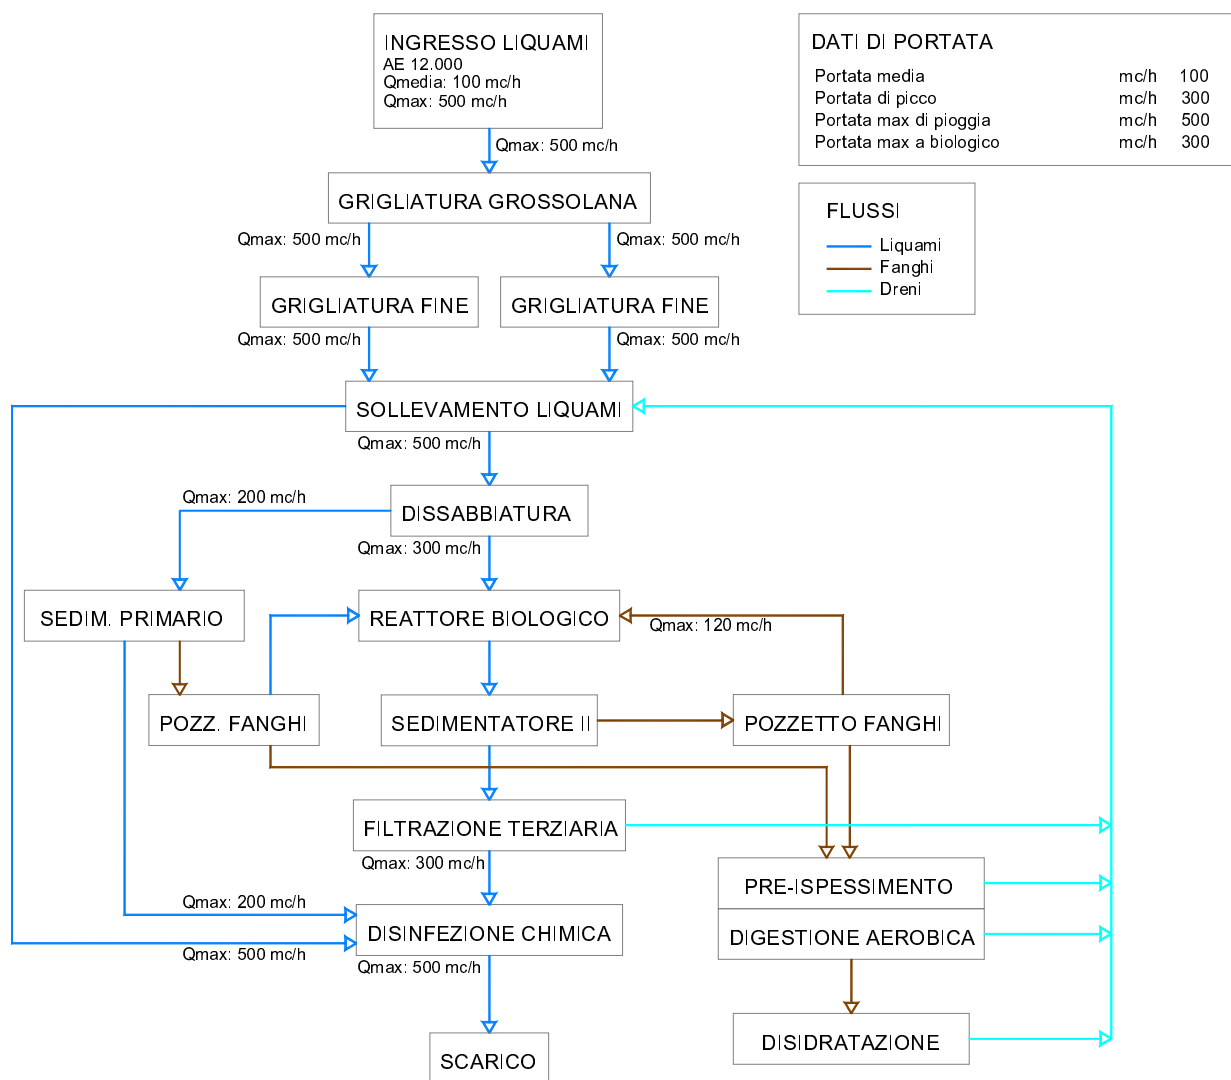 INGRESSO LIQUAMI
AE 12.000
Qmedia: 100 mc/h
Qmax: 500 mc/h
DATI DI PORTATA
Portata media mc/h 100
Portata di picco mc/h 300
Portata max di pioggia mc/h 500
Portata max a biologico mc/h 300
Qmax: 500 mc/h
GRIGLIATURA GROSSOLANA
FLUSSI
Liquami
Fanghi
Dreni
Qmax: 500 mc/h
Qmax: 500 mc/h
GRIGLIATURA FINE
GRIGLIATURA FINE
Qmax: 500 mc/h
Qmax: 500 mc/h
SOLLEVAMENTO LIQUAMI
Qmax: 500 mc/h
Qmax: 200 mc/h
DISSABBIATURA
Qmax: 300 mc/h
SEDIM. PRIMARIO
REATTORE BIOLOGICO
Qmax: 120 mc/h
POZZ. FANGHI
SEDIMENTATORE II
POZZETTO FANGHI
FILTRAZIONE TERZIARIA
Qmax: 300 mc/h
PRE-ISPESSIMENTO
Qmax: 200 mc/h
DISINFEZIONE CHIMICA
DIGESTIONE AEROBICA
Qmax: 500 mc/h
Qmax: 500 mc/h
DISIDRATAZIONE
SCARICO